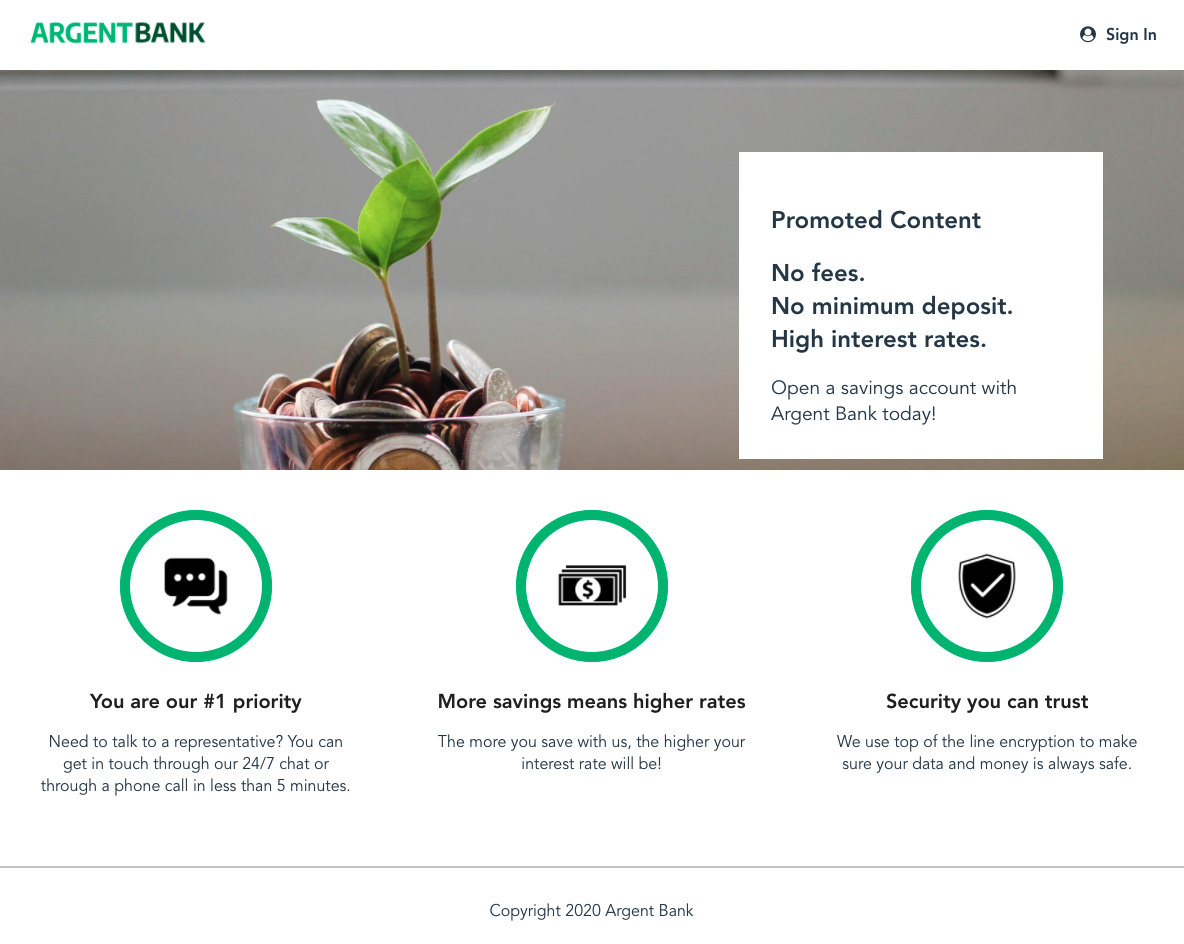 ARGENTBANK
Sign In
Promoted Content
No fees.
No minimum deposit.
High interest rates.
Open a savings account with
Argent Bank today!
You are our #1 priority
Need to talk to a representative? You can
get in touch through our 24/7 chat or
through a phone call in less than 5 minutes.
$
More savings means higher rates
The more you save with us, the higher your
interest rate will be!
Security you can trust
We use top of the line encryption to make
sure your data and money is always safe.
Copyright 2020 Argent Bank